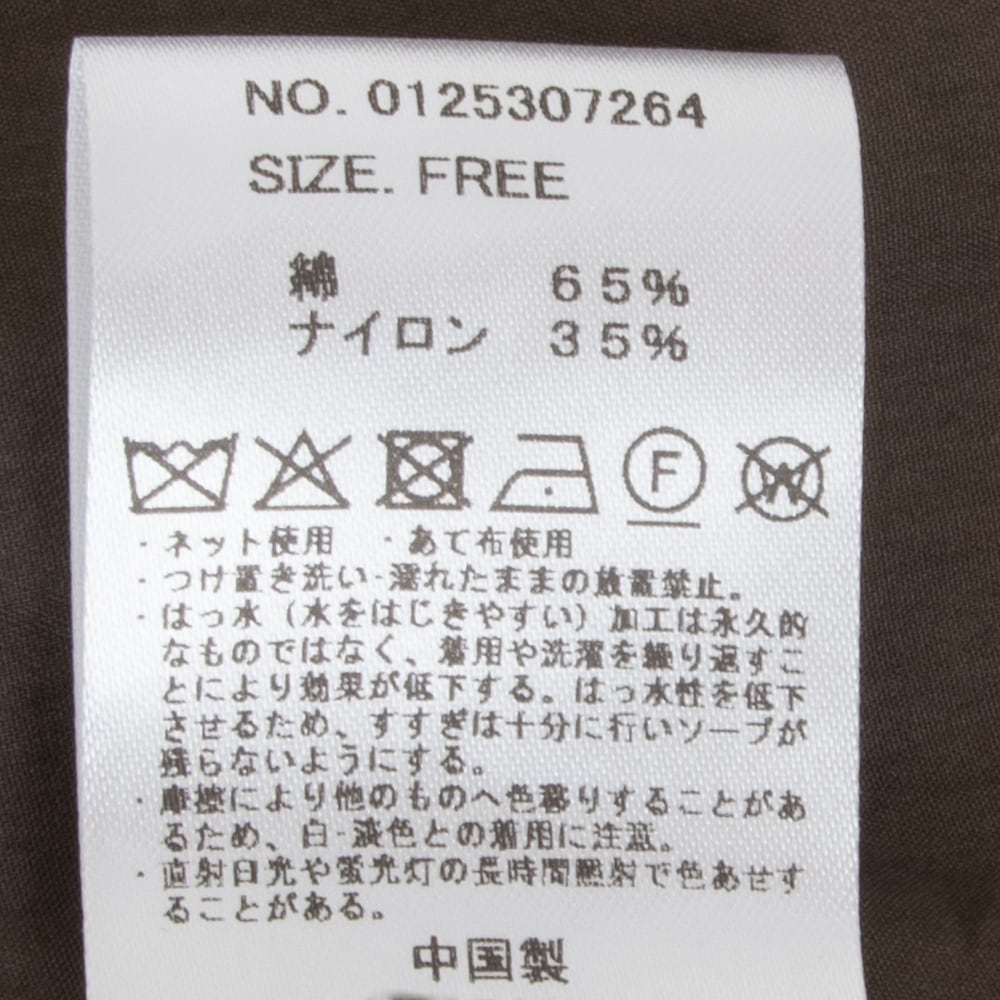 NO. 0125307264
SIZE. FREE
綿 65%
ナイロン 35%
F
W
・ネット使用 ・あて布使用
・つけ置き洗い・濡れたままの放置禁止。
・はっ水（水をはじきやすい）加工は永久的
なものではなく、着用や洗濯を繰り返すこ
とにより効果が低下する。はっ水性を低下
させるため、すすぎは十分に行いソープが
残らないようにする。
・摩擦により他のものへ色移りすることがあ
るため、白・淡色との着用に注意。
・直射日光や蛍光灯の長時間照射で色あせす
ることがある。
中国製